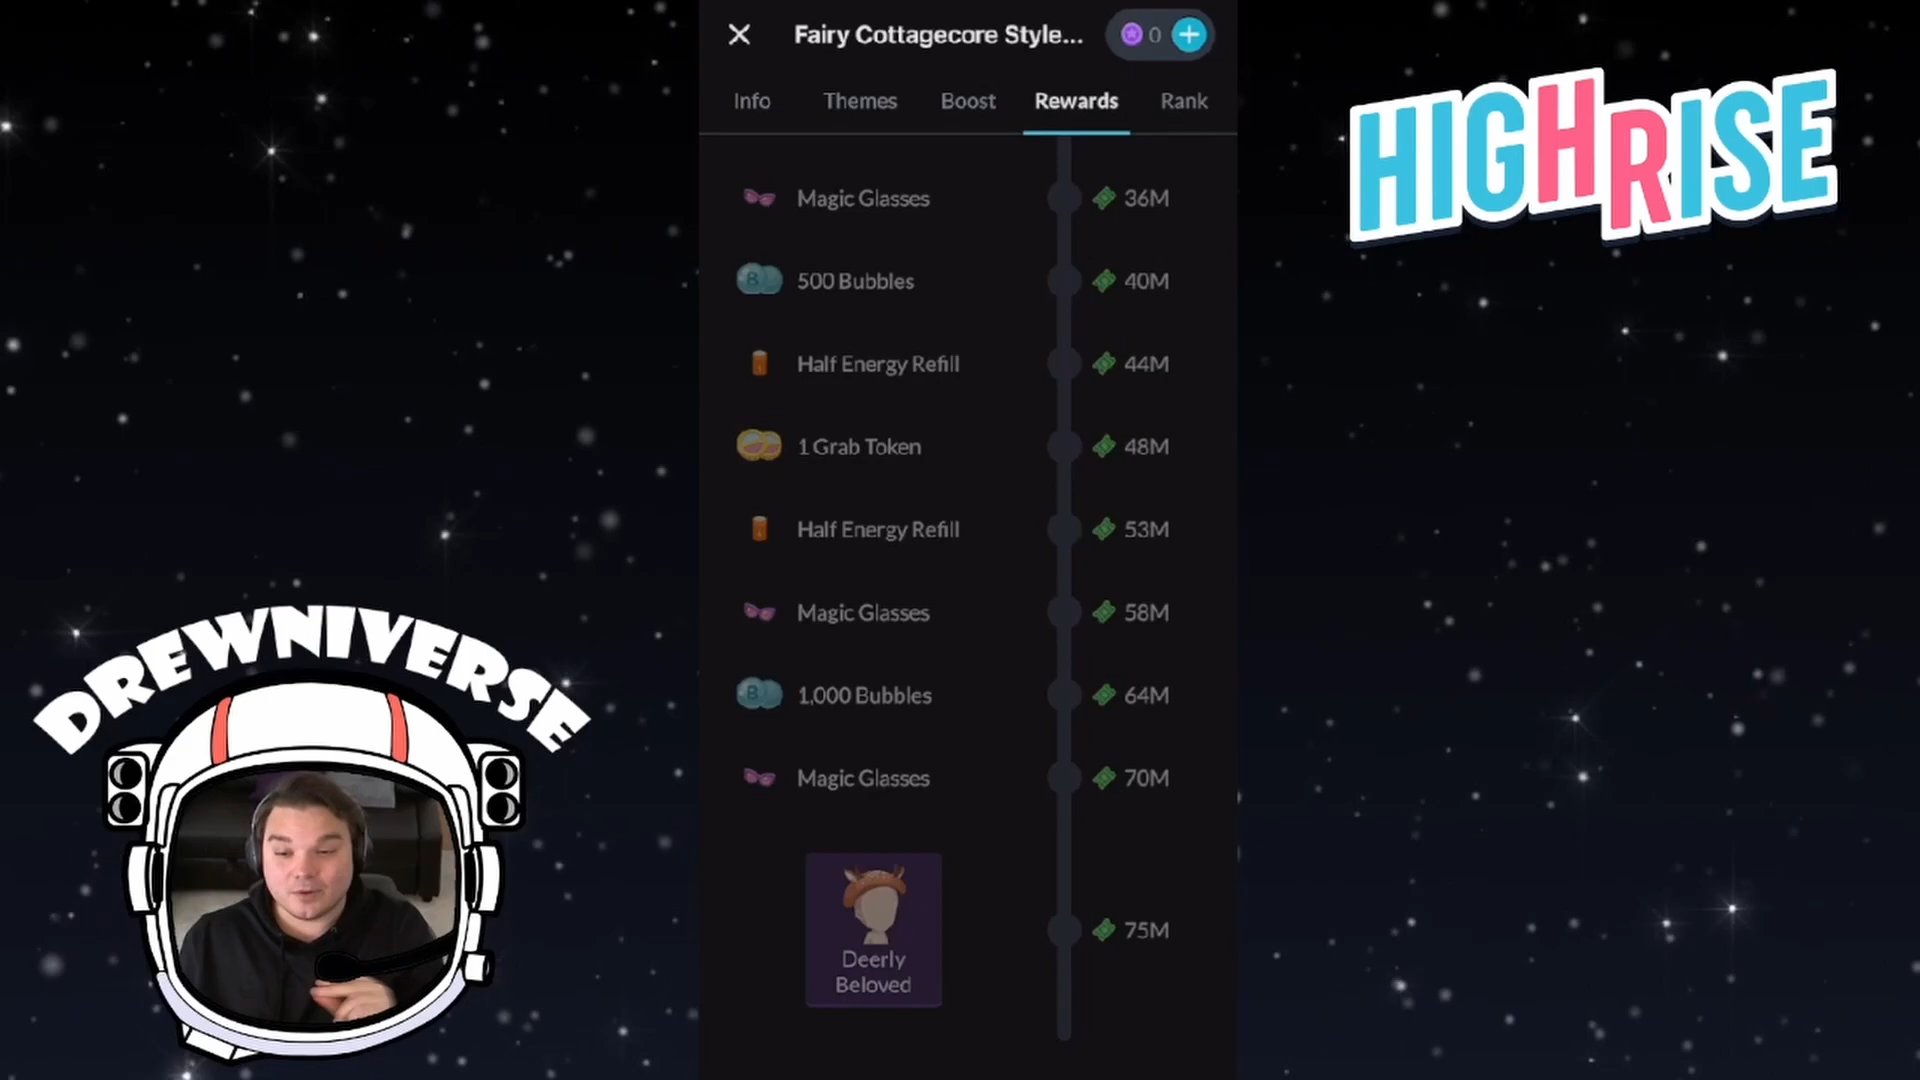 Fairy Cottagecore Style...
0
Info Themes Boost Rewards Rank
Magic Glasses 36M
500 Bubbles 40M
Half Energy Refill 44M
1 Grab Token 48M
Half Energy Refill 53M
Magic Glasses 58M
1,000 Bubbles 64M
Magic Glasses 70M
Deerly
Beloved
75M
HIGHRISE
DREWNIVERSE